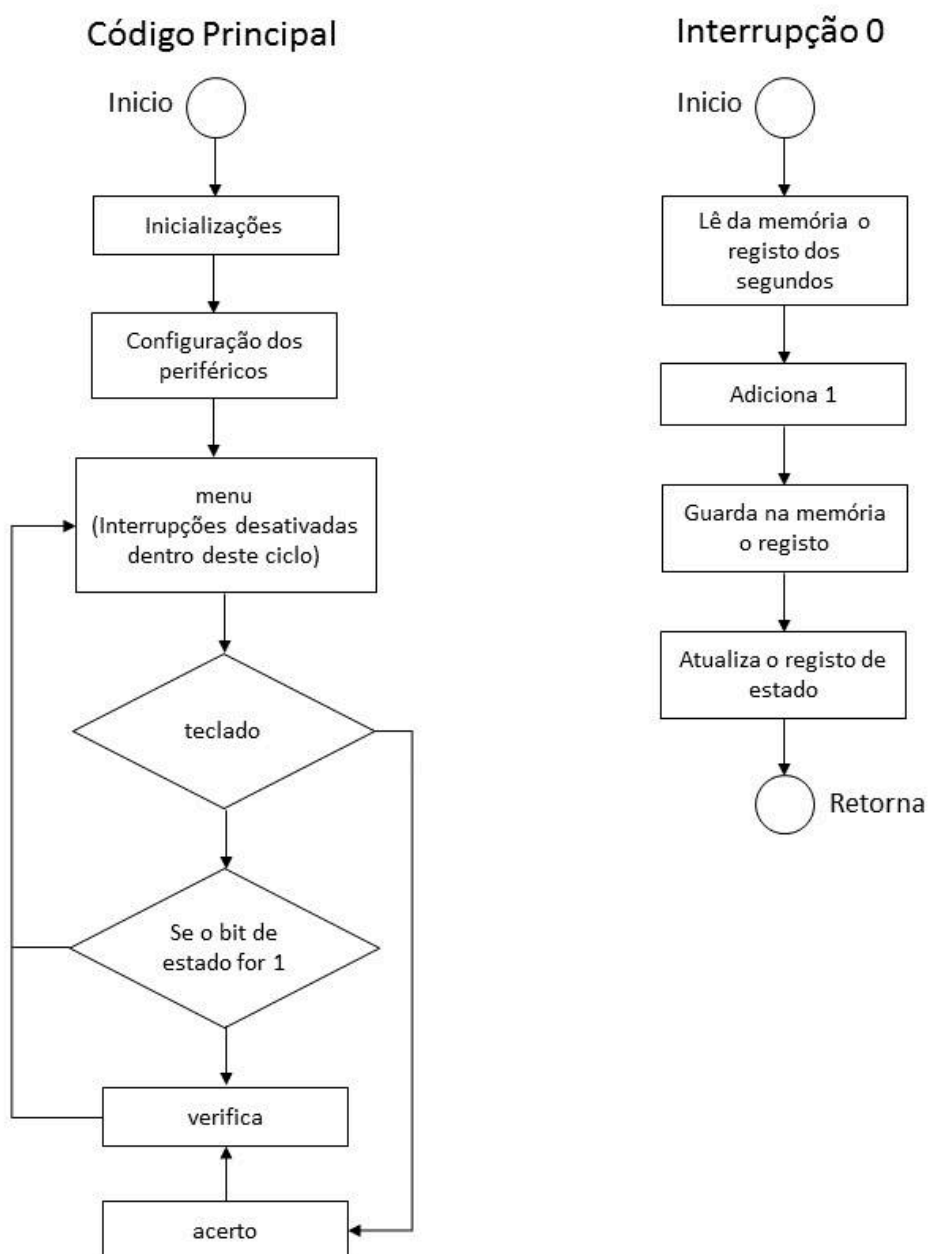 Código Principal
Inicio
Inicializações
Configuração dos
periféricos
menu
(Interrupções desativadas
dentro deste ciclo)
teclado
Se o bit de
estado for 1
verifica
acerto
Interrupção 0
Inicio
Lê da memória o
registo dos
segundos
Adiciona 1
Guarda na memória
o registo
Atualiza o registo de
estado
Retorna